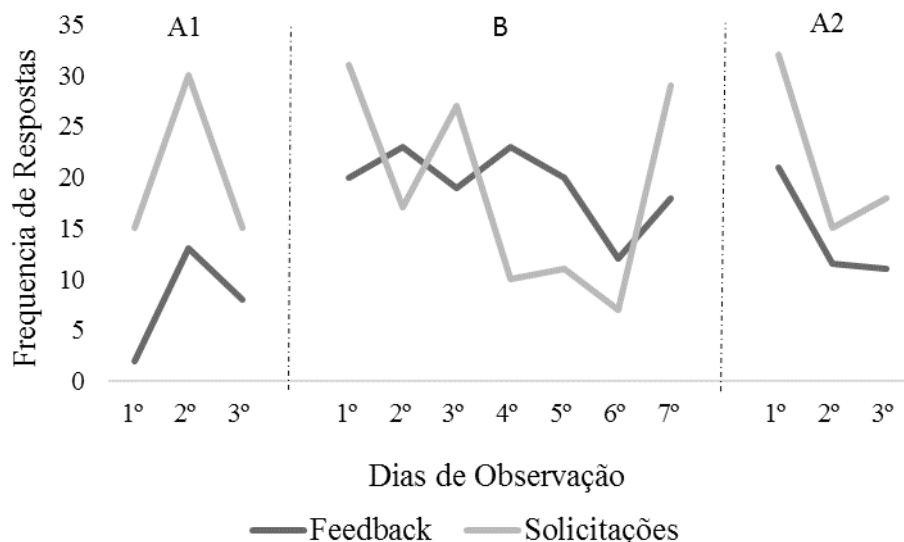 A1
B
A2
Frequencia de Respostas
35
30
25
20
15
10
5
0
1º 2º 3º 1º 2º 3º 4º 5º 6º 7º 1º 2º 3º
Dias de Observação
Feedback Solicitações